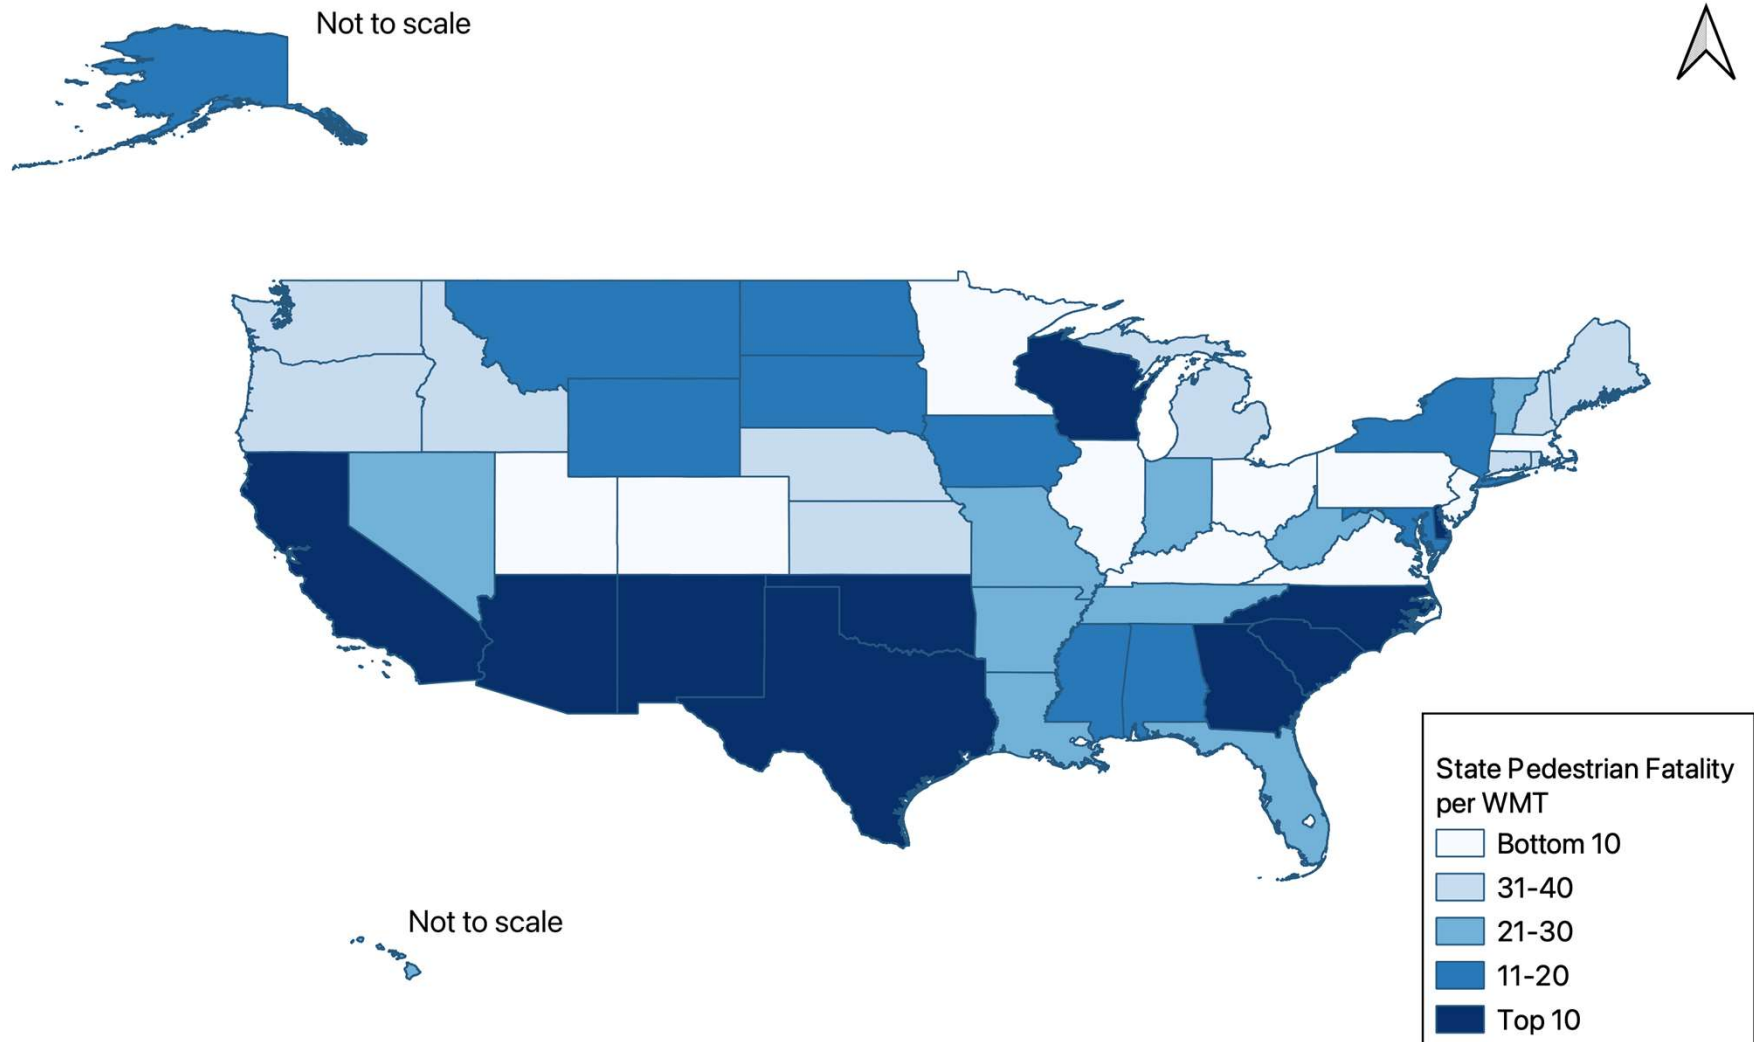 Not to scale
Not to scale
State Pedestrian Fatality
per WMT
Bottom 10
31-40
21-30
11-20
Top 10